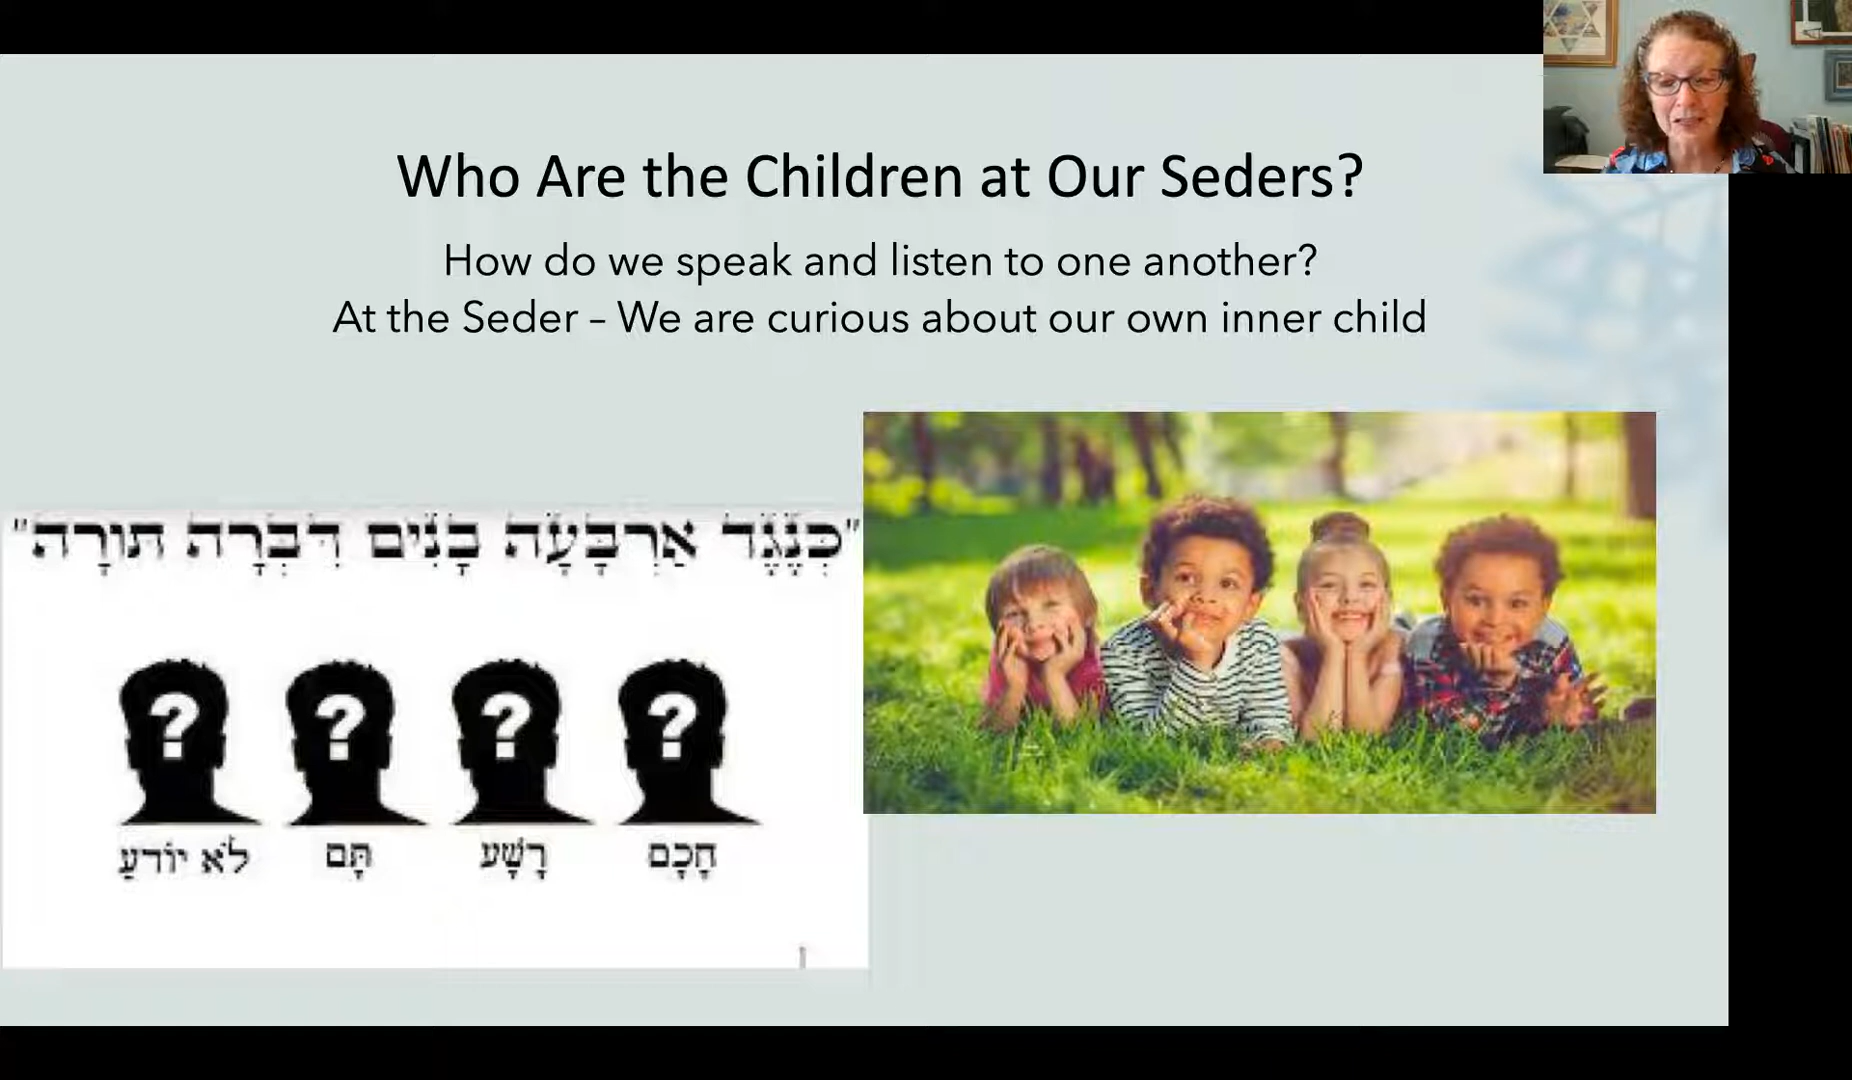 Who Are the Children at Our Seders?
How do we speak and listen to one another?
At the Seder – We are curious about our own inner child
"כְּנֶגֶד אַרְבָּעָה בָנִים דִּבְּרָה תוֹרָה"
? ? ? ?
חָכָם רָשָׁע תָּם לֹא יוֹדֵעַ